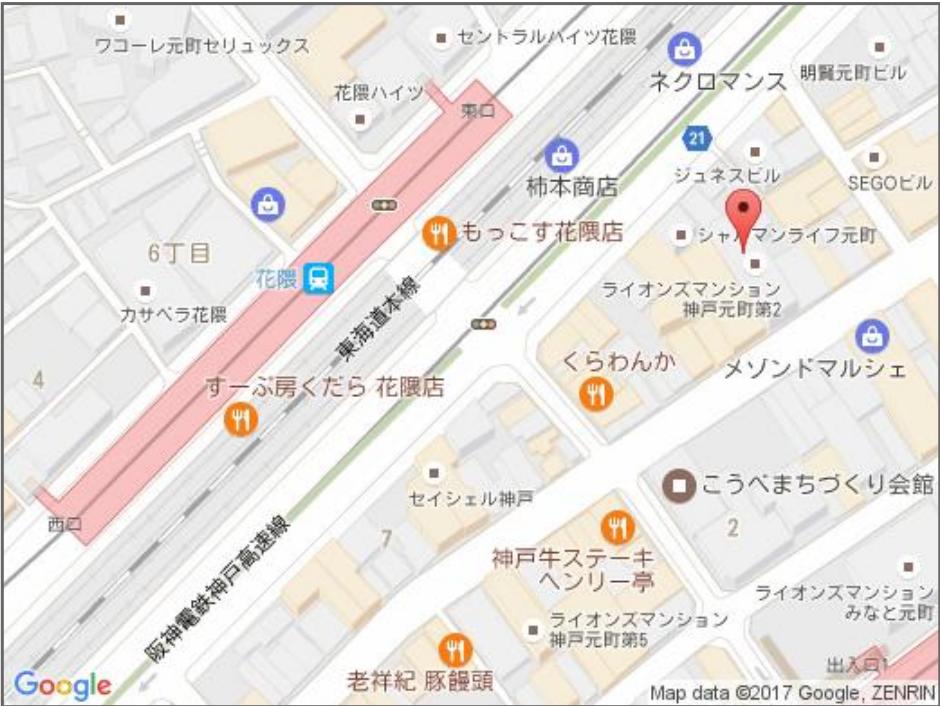 ワコーレ元町セリュックス
セントラルハイツ花隈
ネクロマンス
明賢元町ビル
花隈ハイツ
東口
21
柿本商店
ジュネスビル
SEGOビル
もっこす花隈店
シャルマンライフ元町
6丁目
花隈
ライオンズマンション
神戸元町第2
カサベラ花隈
東海道本線
くらわんか
メゾンドマルシェ
4
すーぷ房くだら 花隈店
セイシェル神戸
こうべまちづくり会館
西口
7
2
神戸牛ステーキ
ヘンリー亭
阪神電鉄神戸高速線
ライオンズマンション
みなと元町
ライオンズマンション
神戸元町第5
老祥紀 豚饅頭
出入口1
Google
Map data ©2017 Google, ZENRIN